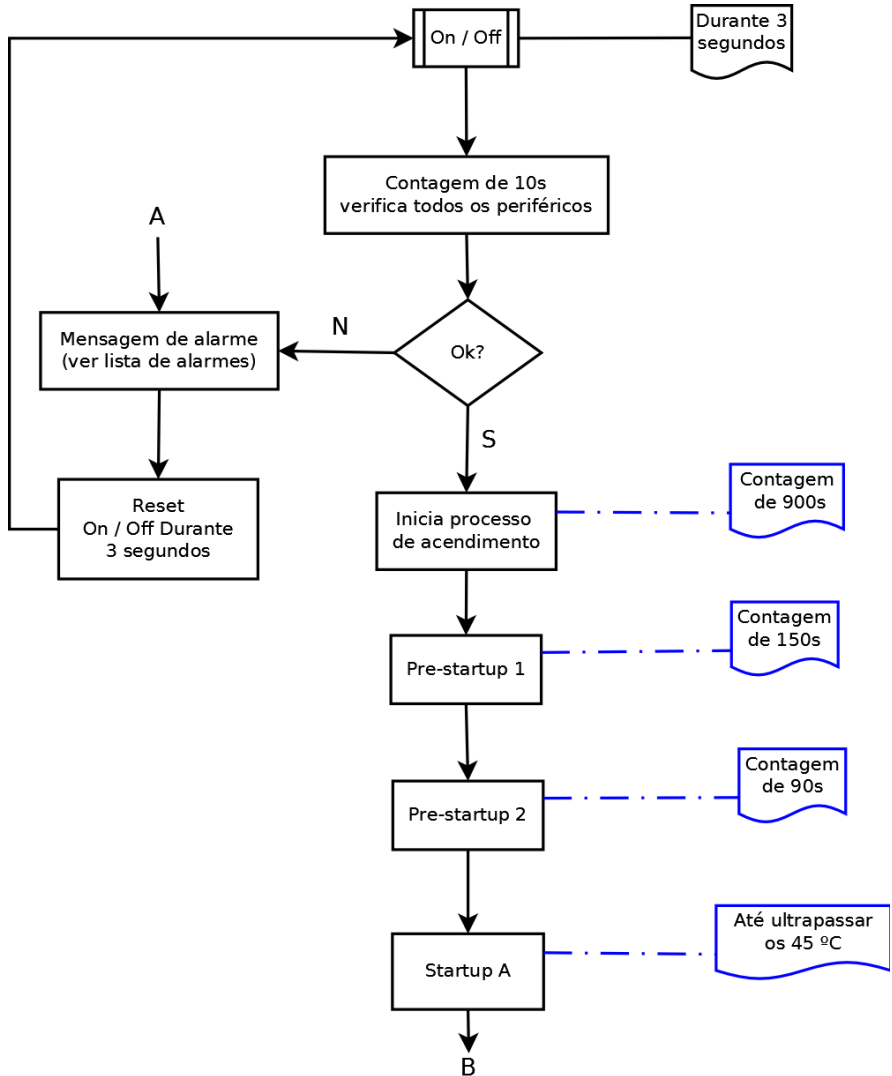 On / Off
Durante 3
segundos
Contagem de 10s
verifica todos os periféricos
A
Mensagem de alarme
(ver lista de alarmes)
N
Ok?
S
Reset
On / Off Durante
3 segundos
Inicia processo
de acendimento
Contagem
de 900s
Pre-startup 1
Contagem
de 150s
Pre-startup 2
Contagem
de 90s
Startup A
Até ultrapassar
os 45 ºC
B